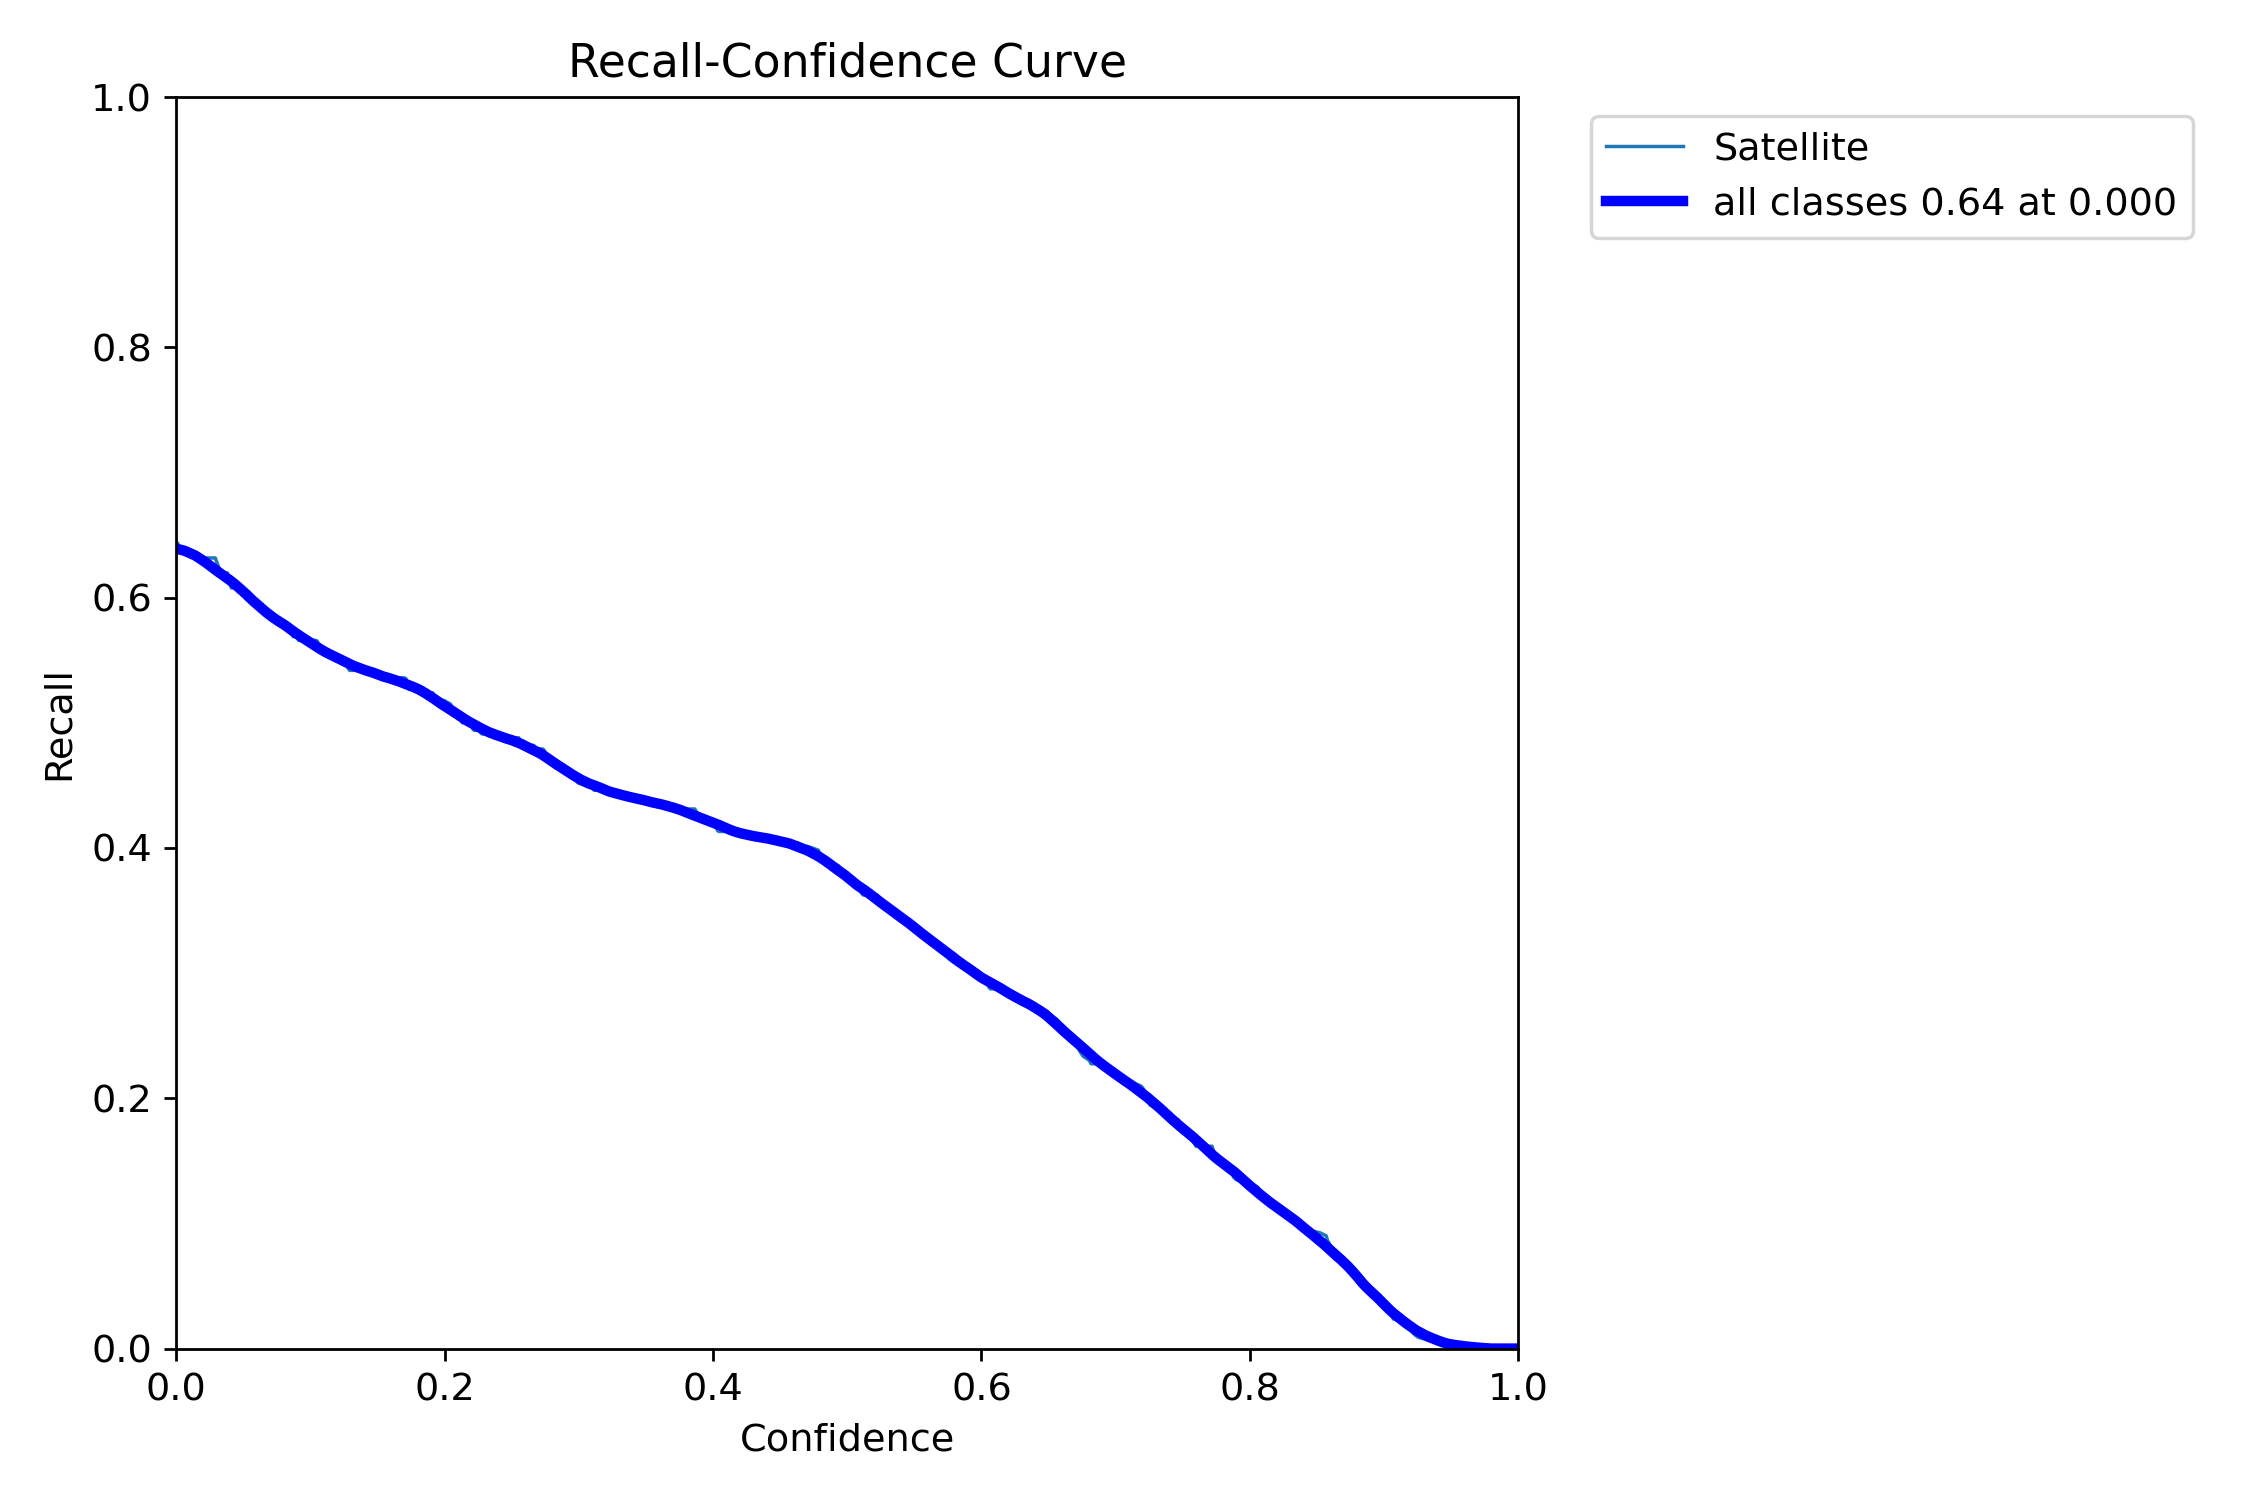 Recall-Confidence Curve
Satellite
all classes 0.64 at 0.000
1.0
0.8
0.6
0.4
0.2
0.0
Recall
0.0 0.2 0.4 0.6 0.8 1.0
Confidence